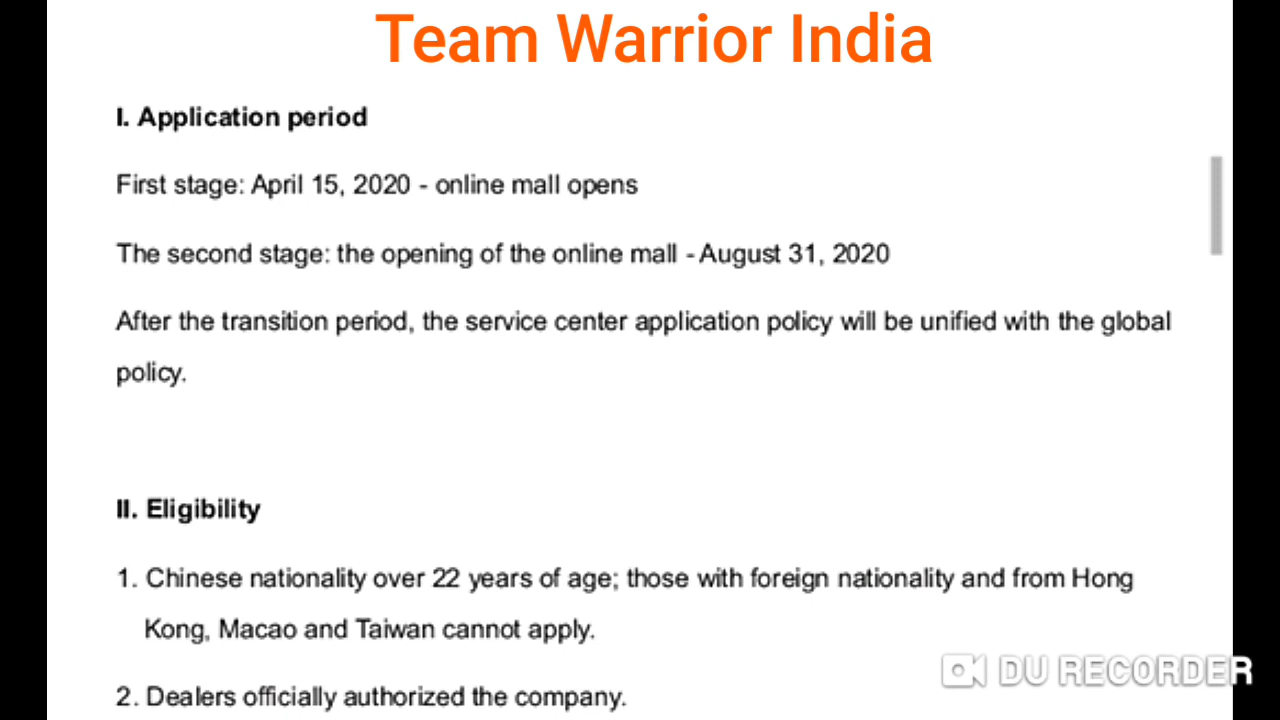 Team Warrior India
I. Application period
First stage: April 15, 2020 - online mall opens
The second stage: the opening of the online mall - August 31, 2020
After the transition period, the service center application policy will be unified with the global
policy.
II. Eligibility
1. Chinese nationality over 22 years of age; those with foreign nationality and from Hong
Kong, Macao and Taiwan cannot apply.
2. Dealers officially authorized the company.
DU RECORDER